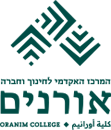 המרכז האקדמי לחינוך וחברה
אורנים
ORANIM COLLEGE • كلية أورانيم